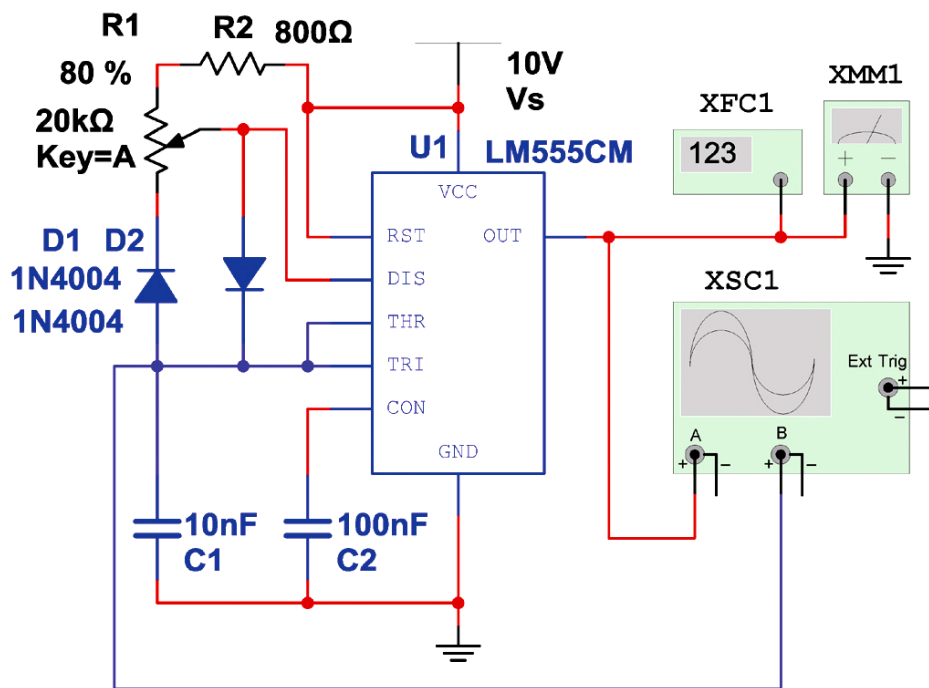 R1
R2
800Ω
80 %
20kΩ
Key=A
10V
Vs
XFC1
XMM1
123
+
−
U1
LM555CM
VCC
RST
OUT
DIS
THR
TRI
CON
GND
D1
D2
1N4004
1N4004
XSC1
Ext Trig
+
−
A
B
+
−
+
−
10nF
C1
100nF
C2